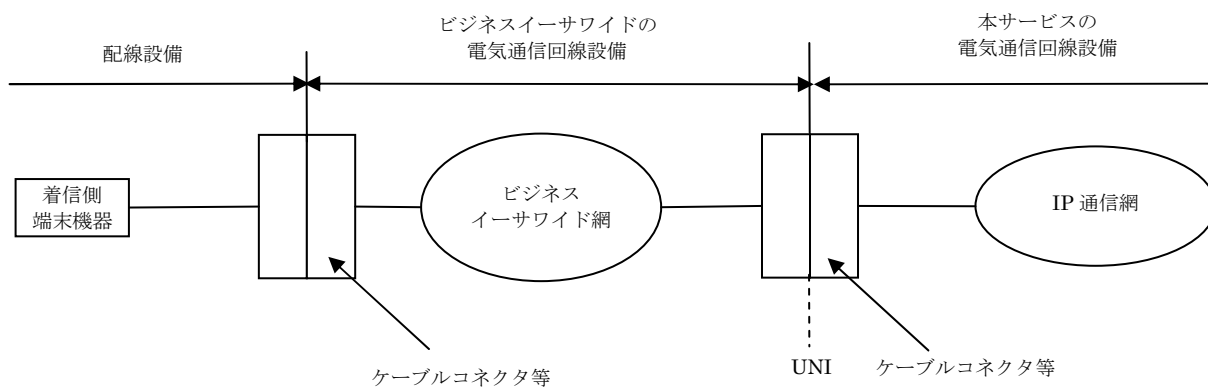 配線設備
ビジネスイーサワイドの
電気通信回線設備
本サービスの
電気通信回線設備
着信側
端末機器
ビジネス
イーサワイド網
IP 通信網
ケーブルコネクタ等
UNI
ケーブルコネクタ等